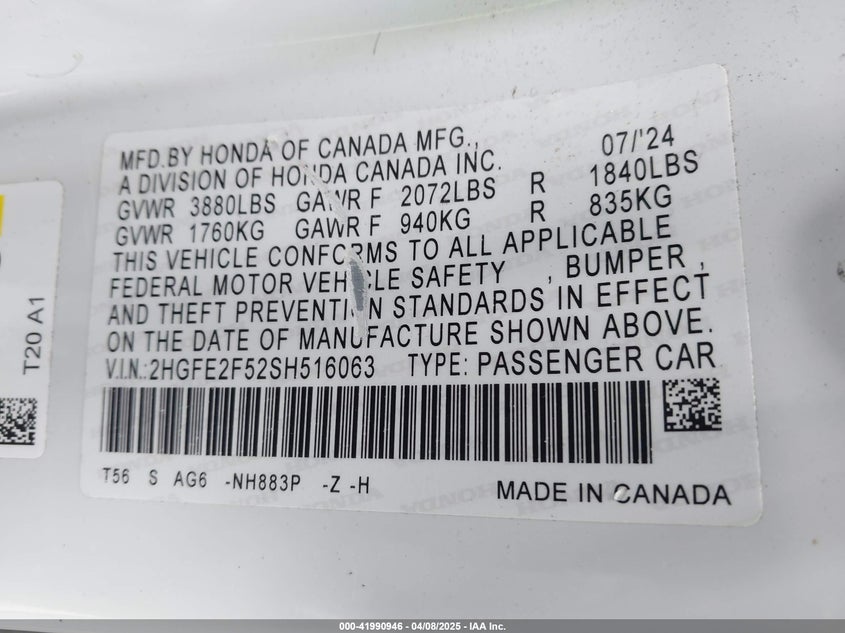 MFD.BY HONDA OF CANADA MFG., 07/'24
A DIVISION OF HONDA CANADA INC.
GVWR 3880LBS GAWR F 2072LBS R 1840LBS
GVWR 1760KG GAWR F 940KG R 835KG
THIS VEHICLE CONFORMS TO ALL APPLICABLE
FEDERAL MOTOR VEHICLE SAFETY , BUMPER ,
AND THEFT PREVENTION STANDARDS IN EFFECT
ON THE DATE OF MANUFACTURE SHOWN ABOVE.
V.I.N.:2HGFE2F52SH516063 TYPE: PASSENGER CAR
T56 S AG6 -NH883P -Z -H
MADE IN CANADA
T20 A1
000-41990946 - 04/08/2025 - IAA Inc.